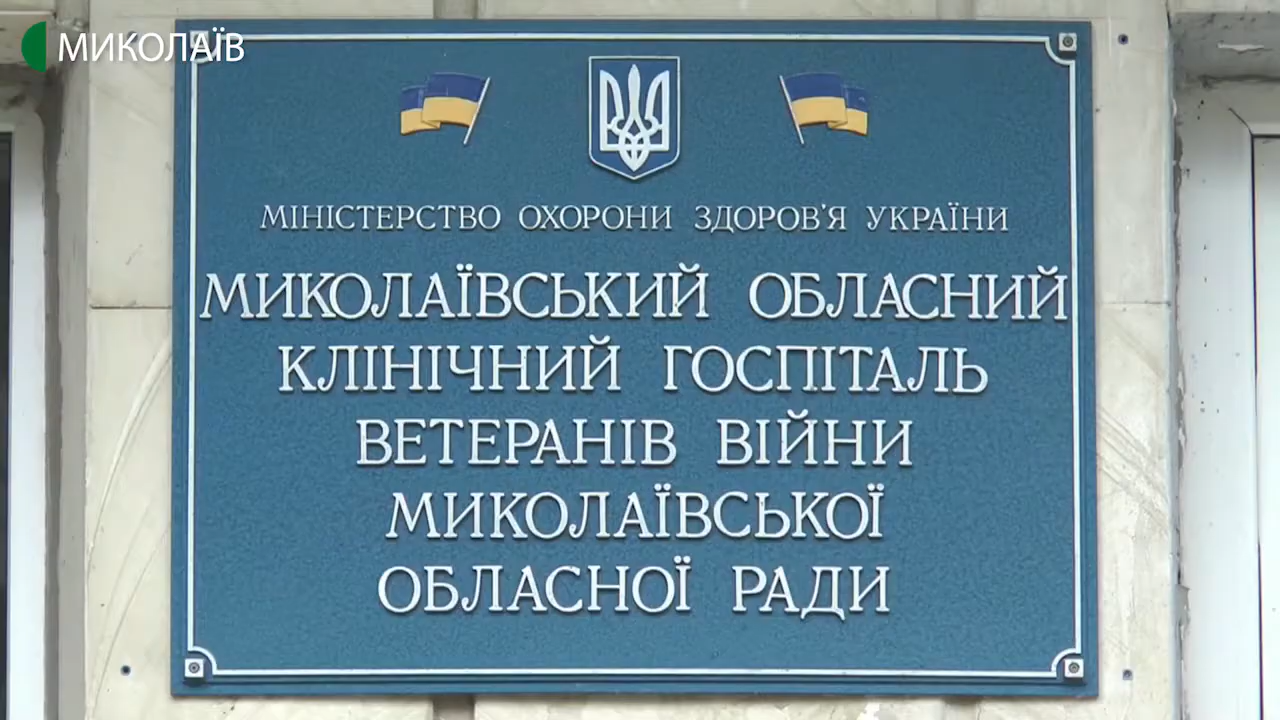 МИКОЛАЇВ
МІНІСТЕРСТВО ОХОРОНИ ЗДОРОВ'Я УКРАЇНИ
МИКОЛАЇВСЬКИЙ ОБЛАСНИЙ
КЛІНІЧНИЙ ГОСПІТАЛЬ
ВЕТЕРАНІВ ВІЙНИ
МИКОЛАЇВСЬКОЇ
ОБЛАСНОЇ РАДИ